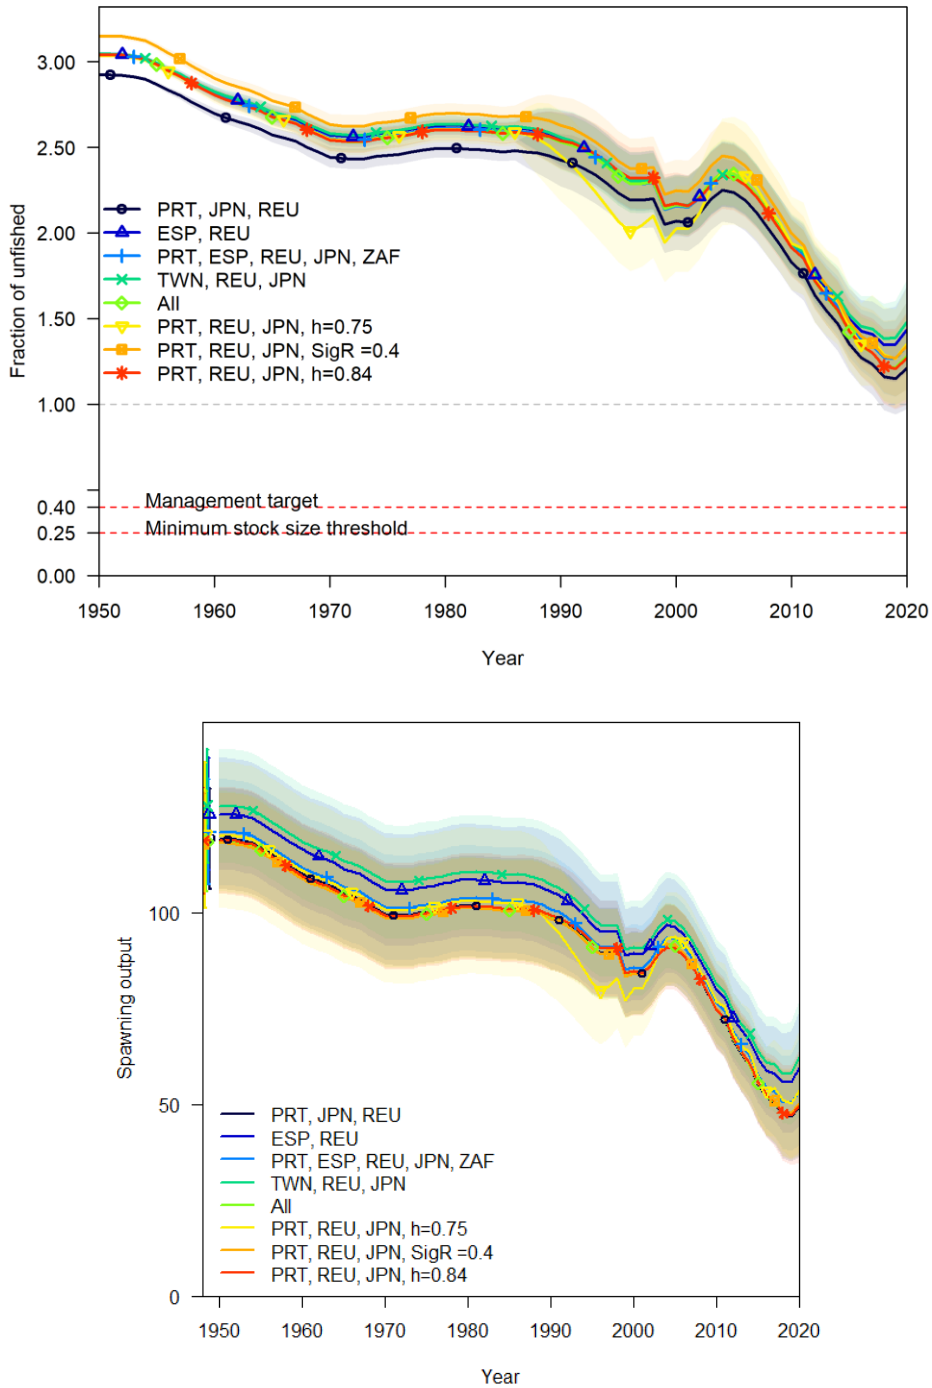 Fraction of unfished
3.00
2.50
2.00
1.50
1.00
0.40
0.25
0.00
PRT, JPN, REU
ESP, REU
PRT, ESP, REU, JPN, ZAF
TWN, REU, JPN
All
PRT, REU, JPN, h=0.75
PRT, REU, JPN, SigR =0.4
PRT, REU, JPN, h=0.84
Management target
Minimum stock size threshold
1950 1960 1970 1980 1990 2000 2010 2020
Year
Spawning output
100
50
0
PRT, JPN, REU
ESP, REU
PRT, ESP, REU, JPN, ZAF
TWN, REU, JPN
All
PRT, REU, JPN, h=0.75
PRT, REU, JPN, SigR =0.4
PRT, REU, JPN, h=0.84
1950 1960 1970 1980 1990 2000 2010 2020
Year